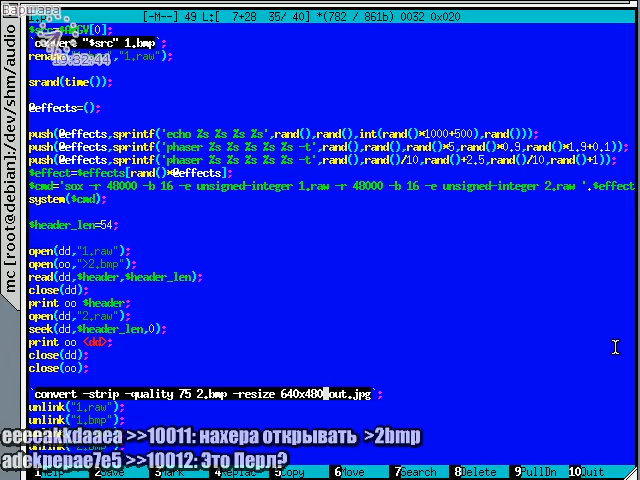 Варшава
[-M--] 49 L:[ 7+28 35/ 40] *(782 / 861b) 0032 0x020
$src=$ARGV[0];
`convert "$src" 1.bmp`;
19:32:44
srand(time());
@effects=();
push(@effects,sprintf('echo %s %s %s %s',rand(),rand(),int(rand()*1000+500),rand()));
push(@effects,sprintf('phaser %s %s %s %s %s -t',rand(),rand(),rand()*5,rand()*0.9,rand()*1.9+0.1));
push(@effects,sprintf('phaser %s %s %s %s %s -t',rand(),rand()/10,rand()+2.5,rand()/10,rand()+1));
$effect=$effects[rand()*@effects];
$cmd='sox -r 48000 -b 16 -e unsigned-integer 1.raw -r 48000 -b 16 -e unsigned-integer 2.raw '.$effect
system($cmd);
$header_len=54;
open(dd,"1.raw");
open(oo,">2.bmp");
read(dd,$header,$header_len);
close(dd);
print oo $header;
open(dd,"2.raw");
seek(dd,$header_len,0);
print oo <dd>;
close(dd);
close(oo);
`convert -strip -quality 75 2.bmp -resize 640x480 out.jpg`;
unlink("1.raw");
unlink("1.bmp");
eeeeakkdaaea >>10011: нахера открывать >2bmp
adekpepae7e5 >>10012: Это Перл?
1Help 2Save 3Mark 4Replac 5Copy 6Move 7Search 8Delete 9PullDn 10Quit
mc [root@debian]:/dev/shm/audio